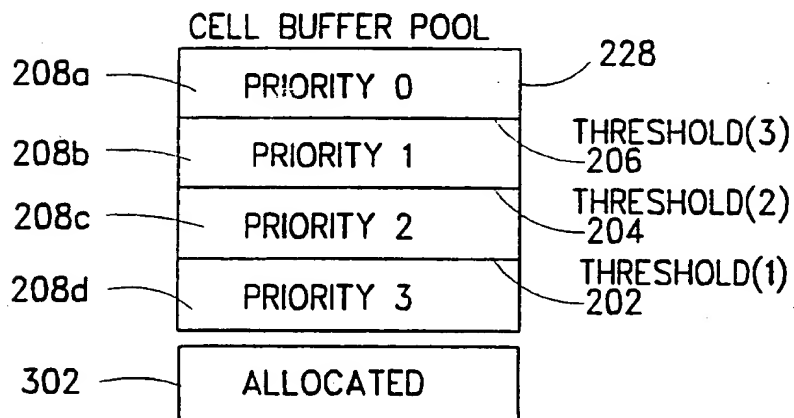 CELL BUFFER POOL
208a PRIORITY 0 228
THRESHOLD(3)
208b PRIORITY 1 206
THRESHOLD(2)
208c PRIORITY 2 204
THRESHOLD(1)
208d PRIORITY 3 202
302 ALLOCATED